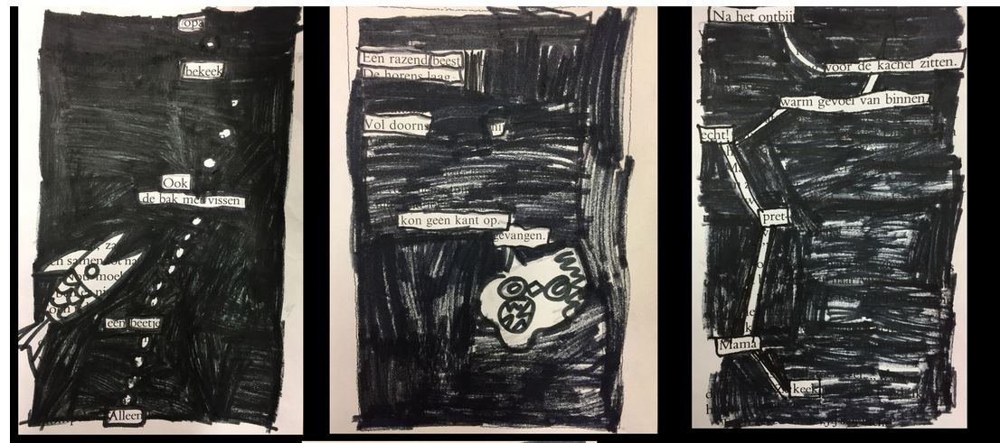 opa
bekeek
Ook
de bak met vissen
een beetje
Alleen
Een razend beest
De horens laag
Vol doorns
kon geen kant op.
gevangen.
Na het ontbij
voor de kachel zitten.
warm gevoel van binnen.
echt!
pret-
Mama
keek